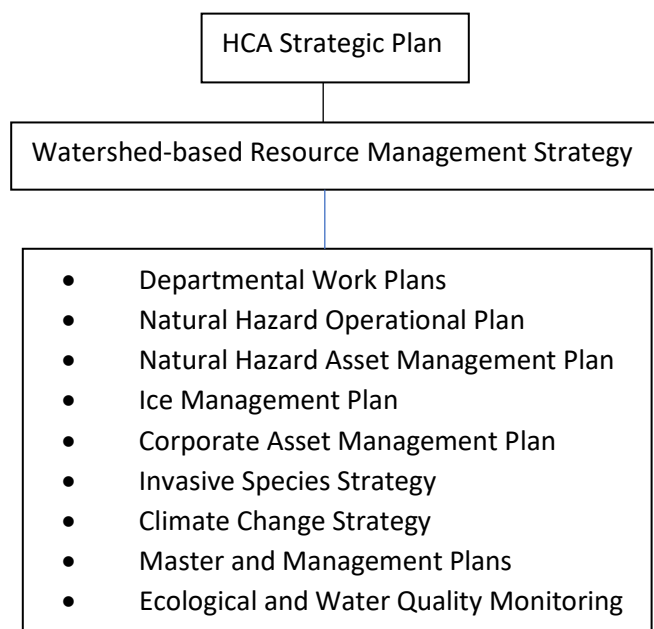 HCA Strategic Plan
Watershed-based Resource Management Strategy
• Departmental Work Plans
• Natural Hazard Operational Plan
• Natural Hazard Asset Management Plan
• Ice Management Plan
• Corporate Asset Management Plan
• Invasive Species Strategy
• Climate Change Strategy
• Master and Management Plans
• Ecological and Water Quality Monitoring